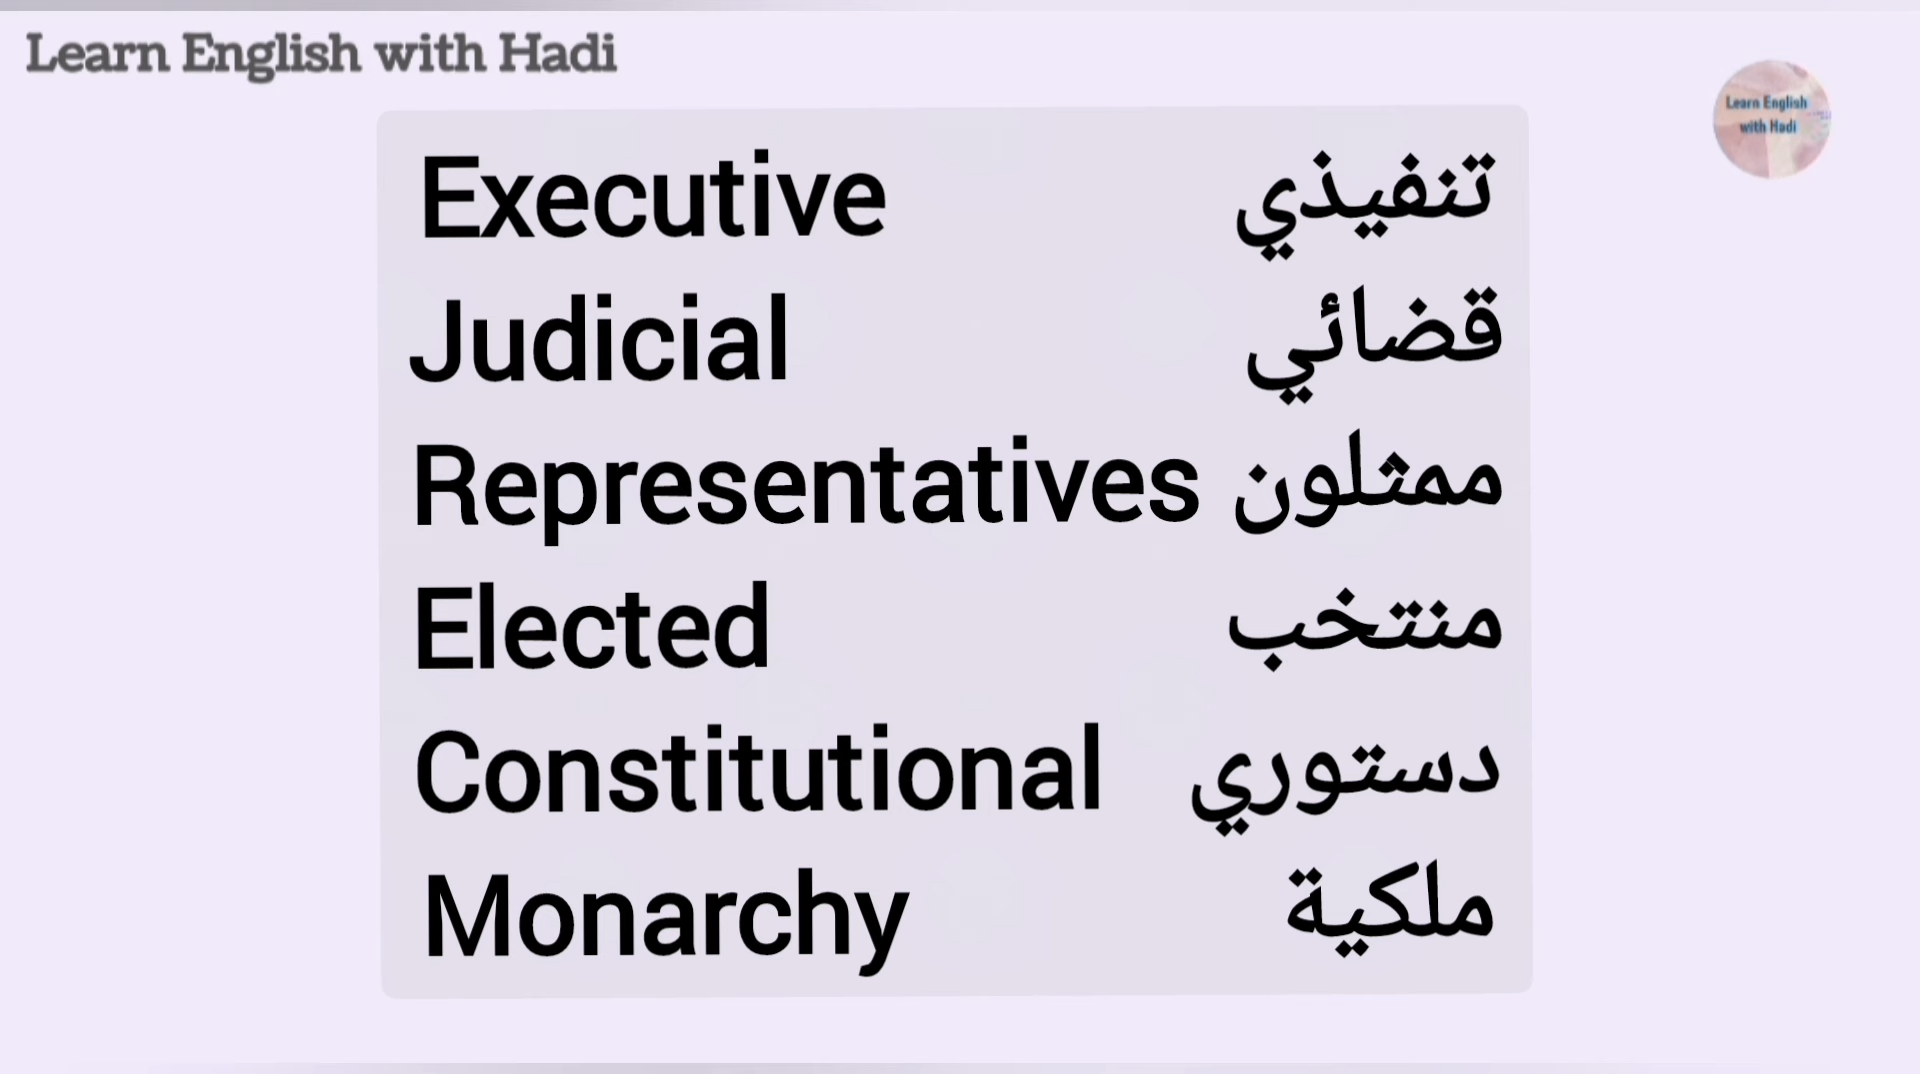 Learn English with Hadi
Learn English
with Hadi
Executive تنفيذي
Judicial قضائي
Representatives ممثلون
Elected منتخب
Constitutional دستوري
Monarchy ملكية